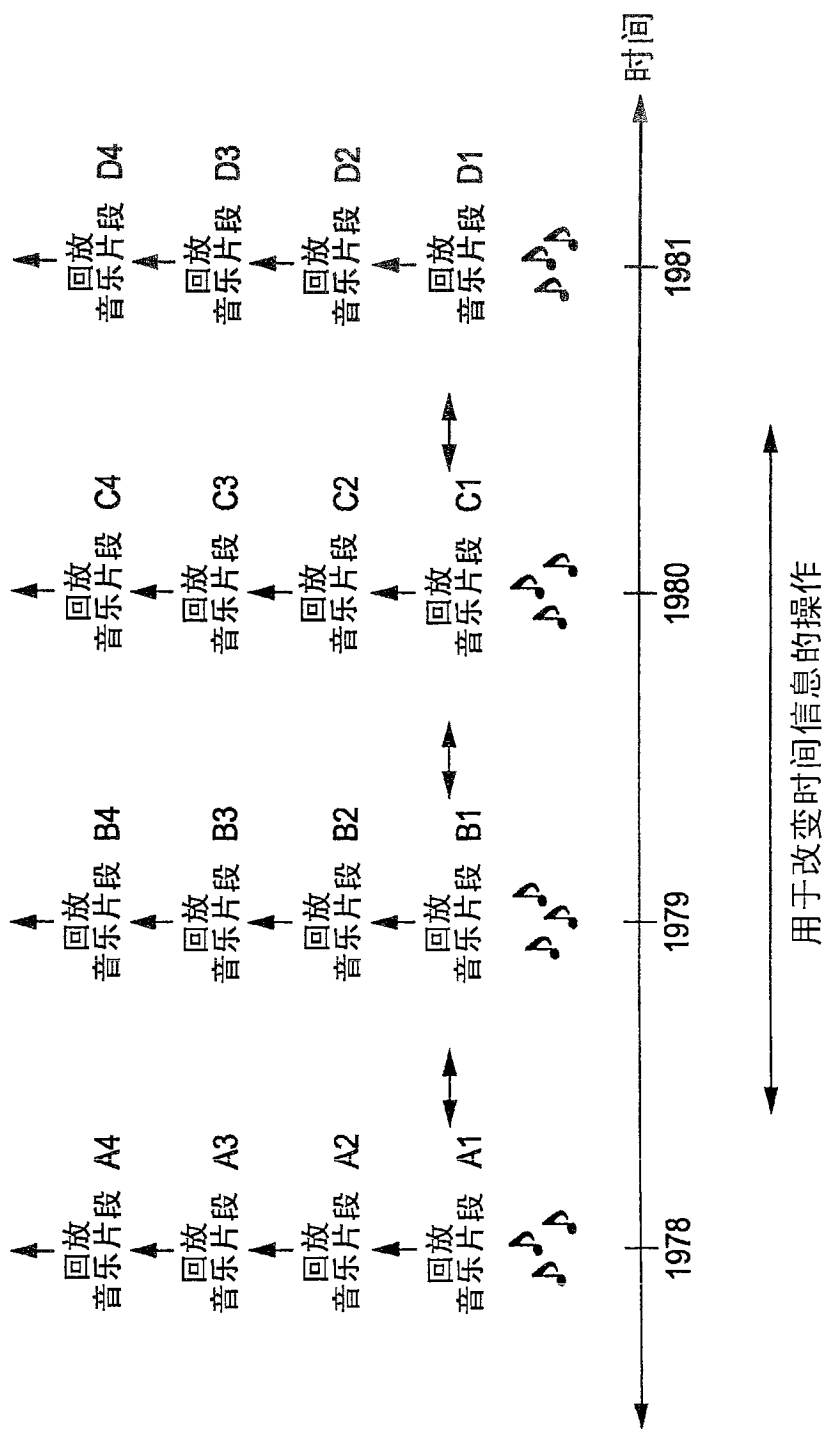 回放
音乐片段 A4
回放
音乐片段 B4
回放
音乐片段 C4
回放
音乐片段 D4
回放
音乐片段 A3
回放
音乐片段 B3
回放
音乐片段 C3
回放
音乐片段 D3
回放
音乐片段 A2
回放
音乐片段 B2
回放
音乐片段 C2
回放
音乐片段 D2
回放
音乐片段 A1
回放
音乐片段 B1
回放
音乐片段 C1
回放
音乐片段 D1
时间
1978
1979
1980
1981
用于改变时间信息的操作